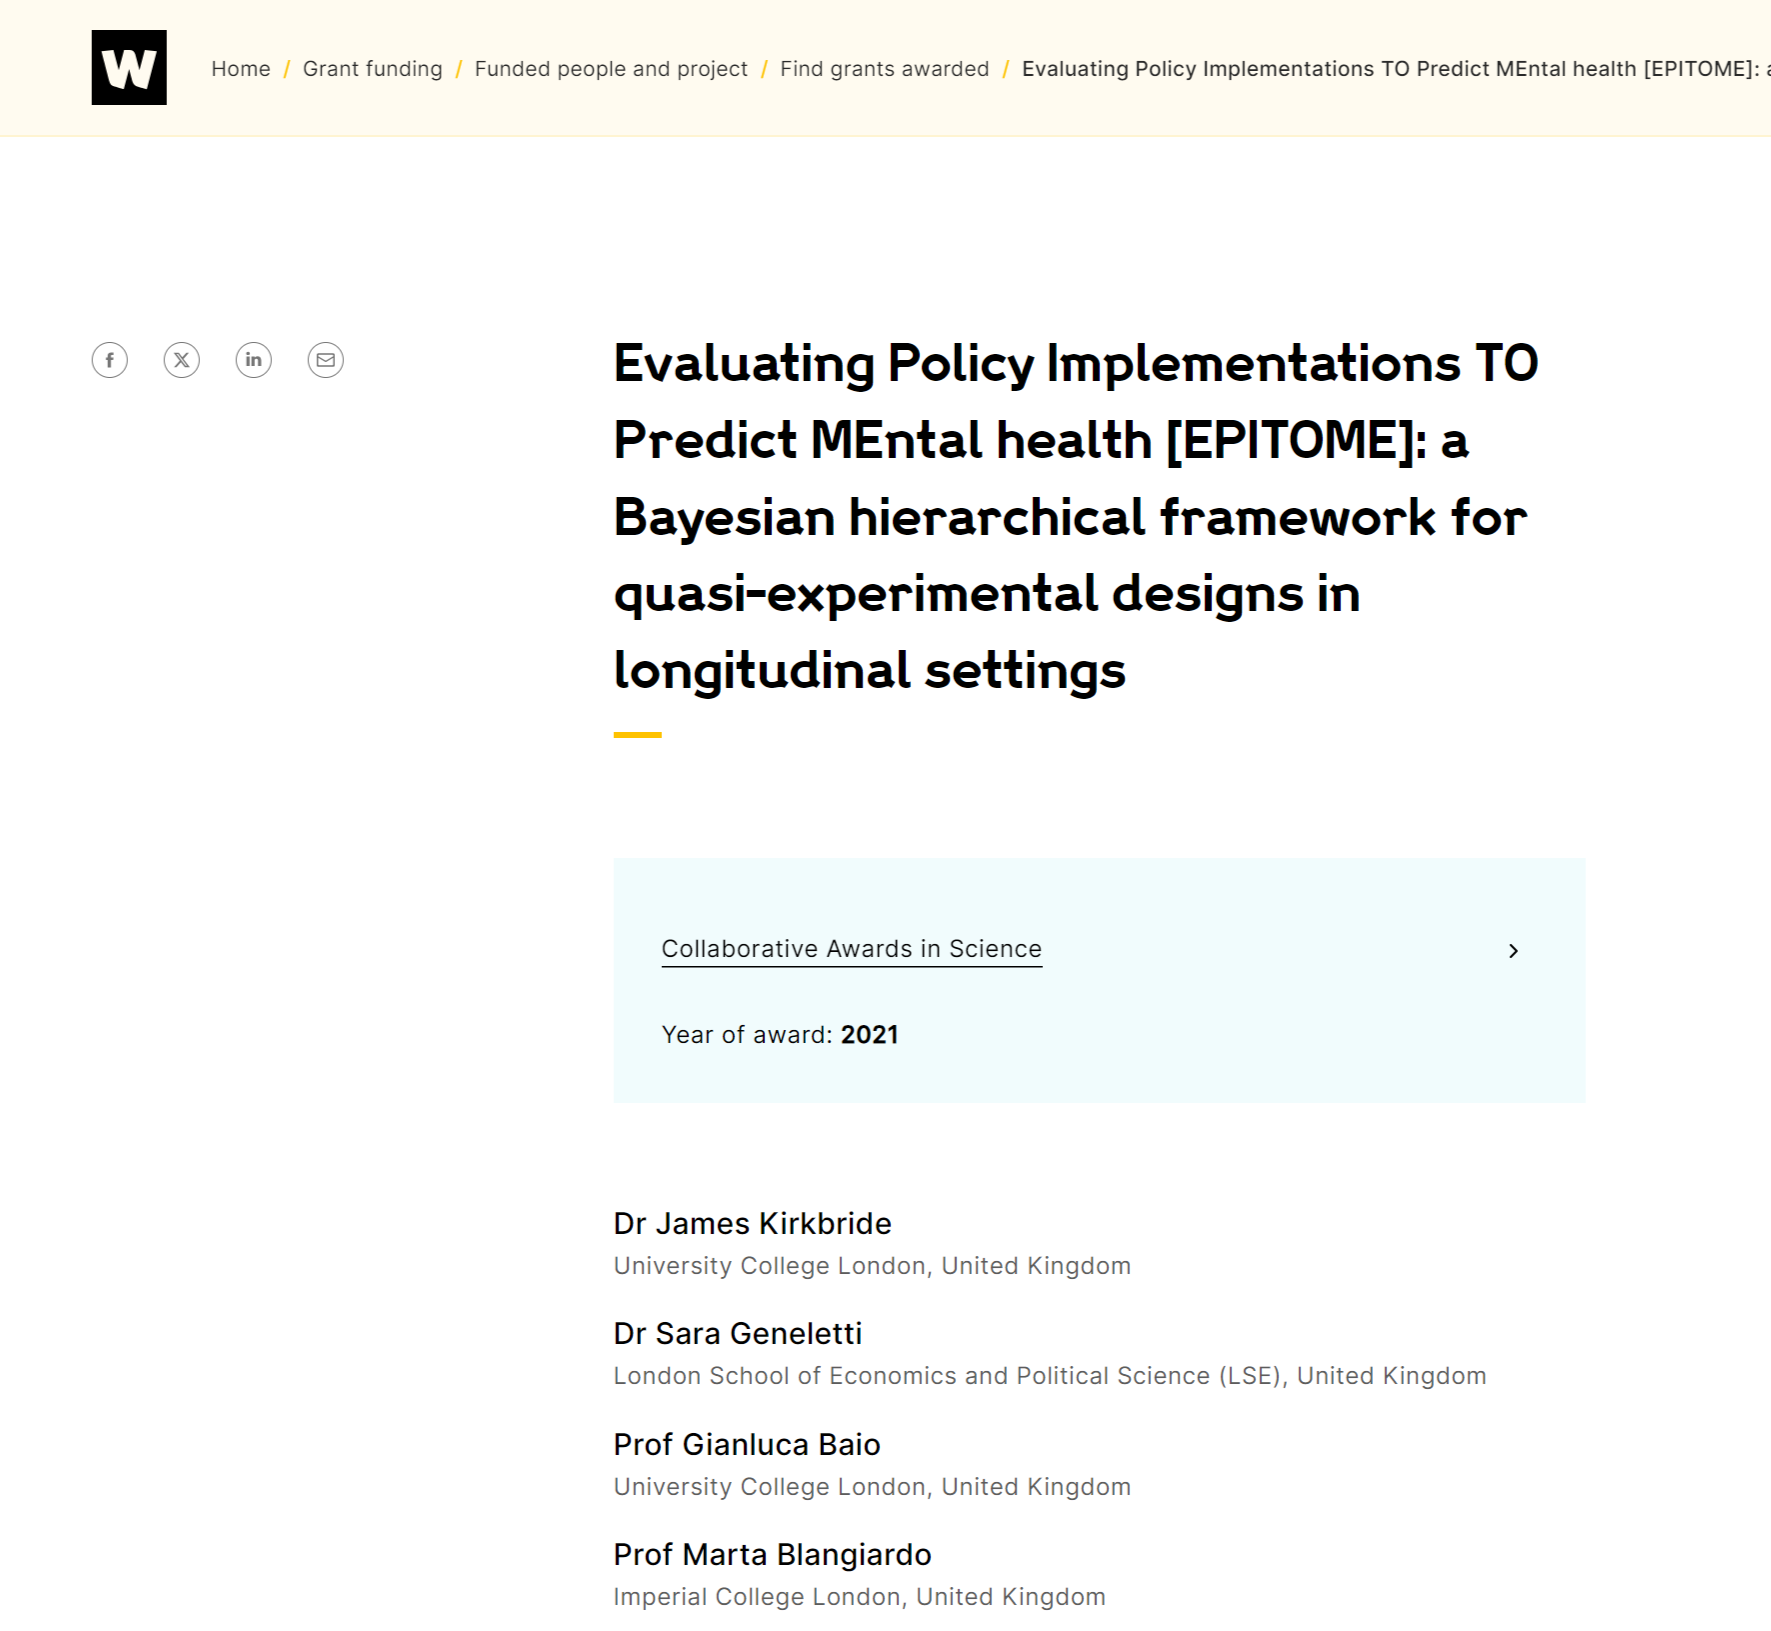 W
Home / Grant funding / Funded people and project / Find grants awarded / Evaluating Policy Implementations TO Predict MEntal health [EPITOME]: a
f X in
Evaluating Policy Implementations TO
Predict MEntal health [EPITOME]: a
Bayesian hierarchical framework for
quasi-experimental designs in
longitudinal settings
Collaborative Awards in Science
Year of award: 2021
Dr James Kirkbride
University College London, United Kingdom
Dr Sara Geneletti
London School of Economics and Political Science (LSE), United Kingdom
Prof Gianluca Baio
University College London, United Kingdom
Prof Marta Blangiardo
Imperial College London, United Kingdom